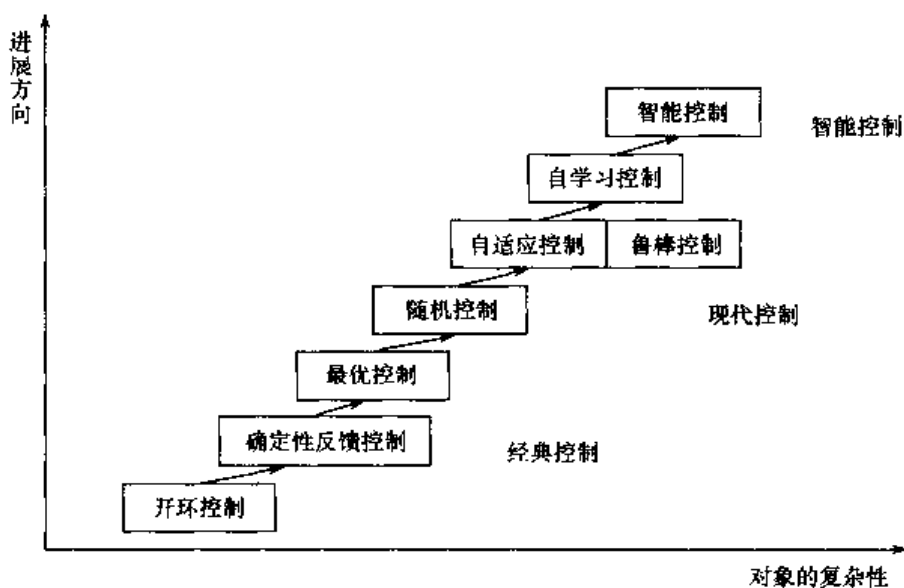 进展方向
智能控制
智能控制
自学习控制
自适应控制 鲁棒控制
随机控制
现代控制
最优控制
确定性反馈控制
经典控制
开环控制
对象的复杂性